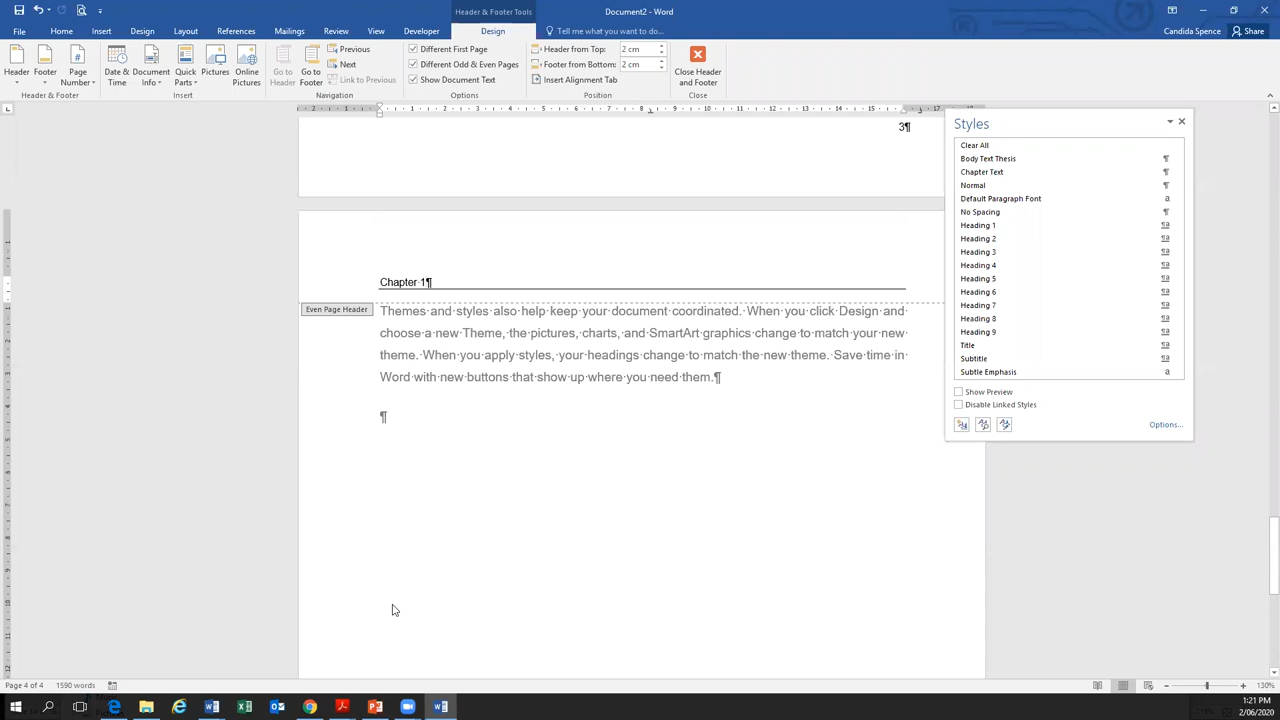 Header & Footer Tools
Document2 - Word
File
Home
Insert
Design
Layout
References
Mailings
Review
View
Developer
Design
Tell me what you want to do...
Candida Spence
Share
Header
Footer
Page Number
Header & Footer
Date & Time
Document Info
Quick Parts
Pictures
Online Pictures
Insert
Go to Header
Go to Footer
Previous
Next
Link to Previous
Navigation
Different First Page
Different Odd & Even Pages
Show Document Text
Options
Header from Top: 2 cm
Footer from Bottom: 2 cm
Insert Alignment Tab
Position
Close Header and Footer
Close
3¶
Chapter·1¶
Even Page Header
Themes·and·styles·also·help·keep·your·document·coordinated.·When·you·click·Design·and·
choose·a·new·Theme,·the·pictures,·charts,·and·SmartArt·graphics·change·to·match·your·new·
theme.·When·you·apply·styles,·your·headings·change·to·match·the·new·theme.·Save·time·in·
Word·with·new·buttons·that·show·up·where·you·need·them.¶
¶
Styles
Clear All
Body Text Thesis ¶
Chapter Text ¶
Normal ¶
Default Paragraph Font a
No Spacing ¶
Heading 1 ¶a
Heading 2 ¶a
Heading 3 ¶a
Heading 4 ¶a
Heading 5 ¶a
Heading 6 ¶a
Heading 7 ¶a
Heading 8 ¶a
Heading 9 ¶a
Title ¶a
Subtitle ¶a
Subtle Emphasis a
Show Preview
Disable Linked Styles
Options...
Page 4 of 4
1590 words
130%
1:21 PM
2/06/2020